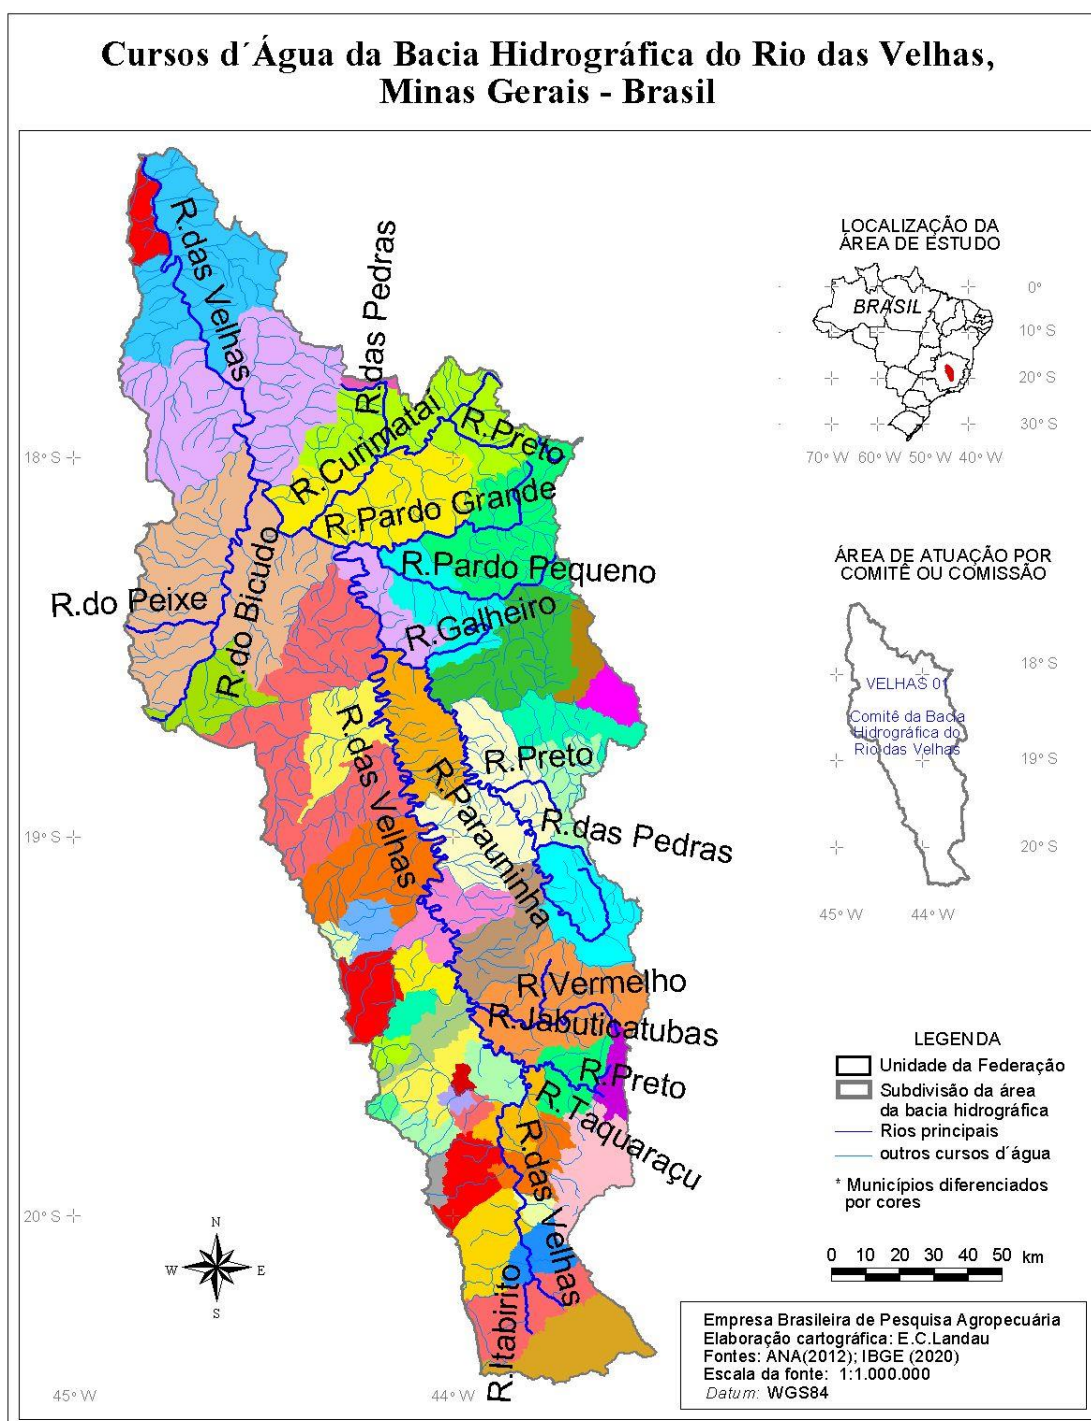 Cursos d´Água da Bacia Hidrográfica do Rio das Velhas,
Minas Gerais - Brasil
R.das Velhas
R.das Pedras
R.Curimataí
R.Preto
R.Pardo Grande
R.Pardo Pequeno
R.do Peixe
R.do Bicudo
R.Galheiro
R.das Velhas
R.Preto
R.Parauninha
R.das Pedras
R.Vermelho
R.Jabuticatubas
R.Preto
R.Taquaraçu
R.das Velhas
R.Itabirito
18° S
19° S
20° S
45° W
44° W
N
W
E
S
LOCALIZAÇÃO DA
ÁREA DE ESTUDO
BRASIL
0°
10° S
20° S
30° S
70° W 60° W 50° W 40° W
ÁREA DE ATUAÇÃO POR
COMITÊ OU COMISSÃO
VELHAS 01
Comitê da Bacia
Hidrográfica do
Rio das Velhas
18° S
19° S
20° S
45° W
44° W
LEGENDA
Unidade da Federação
Subdivisão da área
da bacia hidrográfica
Rios principais
outros cursos d´água
* Municípios diferenciados
por cores
0 10 20 30 40 50 km
Empresa Brasileira de Pesquisa Agropecuária
Elaboração cartográfica: E.C.Landau
Fontes: ANA(2012); IBGE (2020)
Escala da fonte: 1:1.000.000
Datum: WGS84